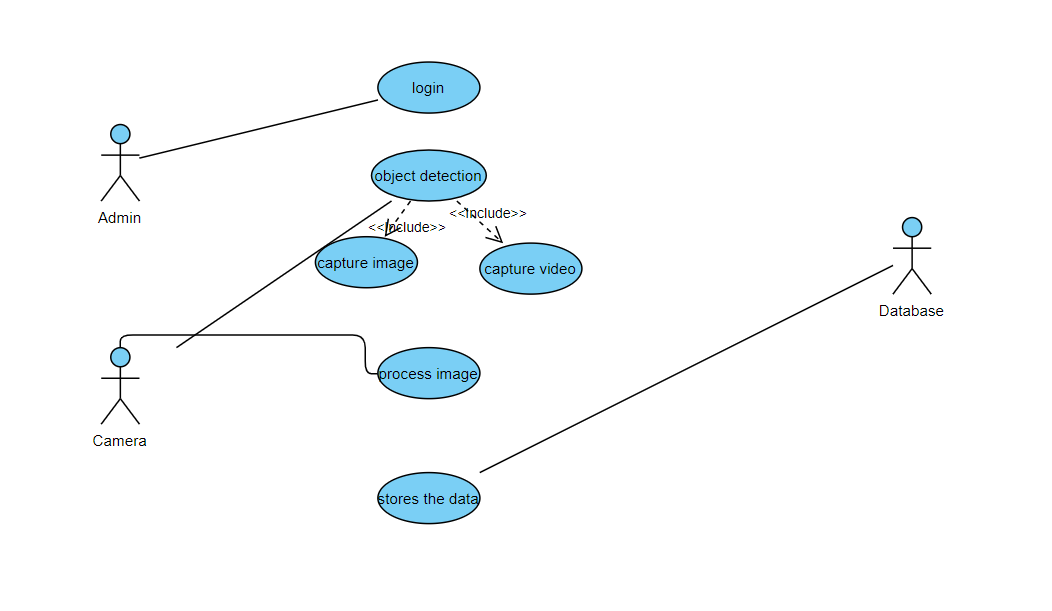 login
object detection
Admin
<<Include>>
<<Include>>
capture image
capture video
Database
process image
Camera
stores the data